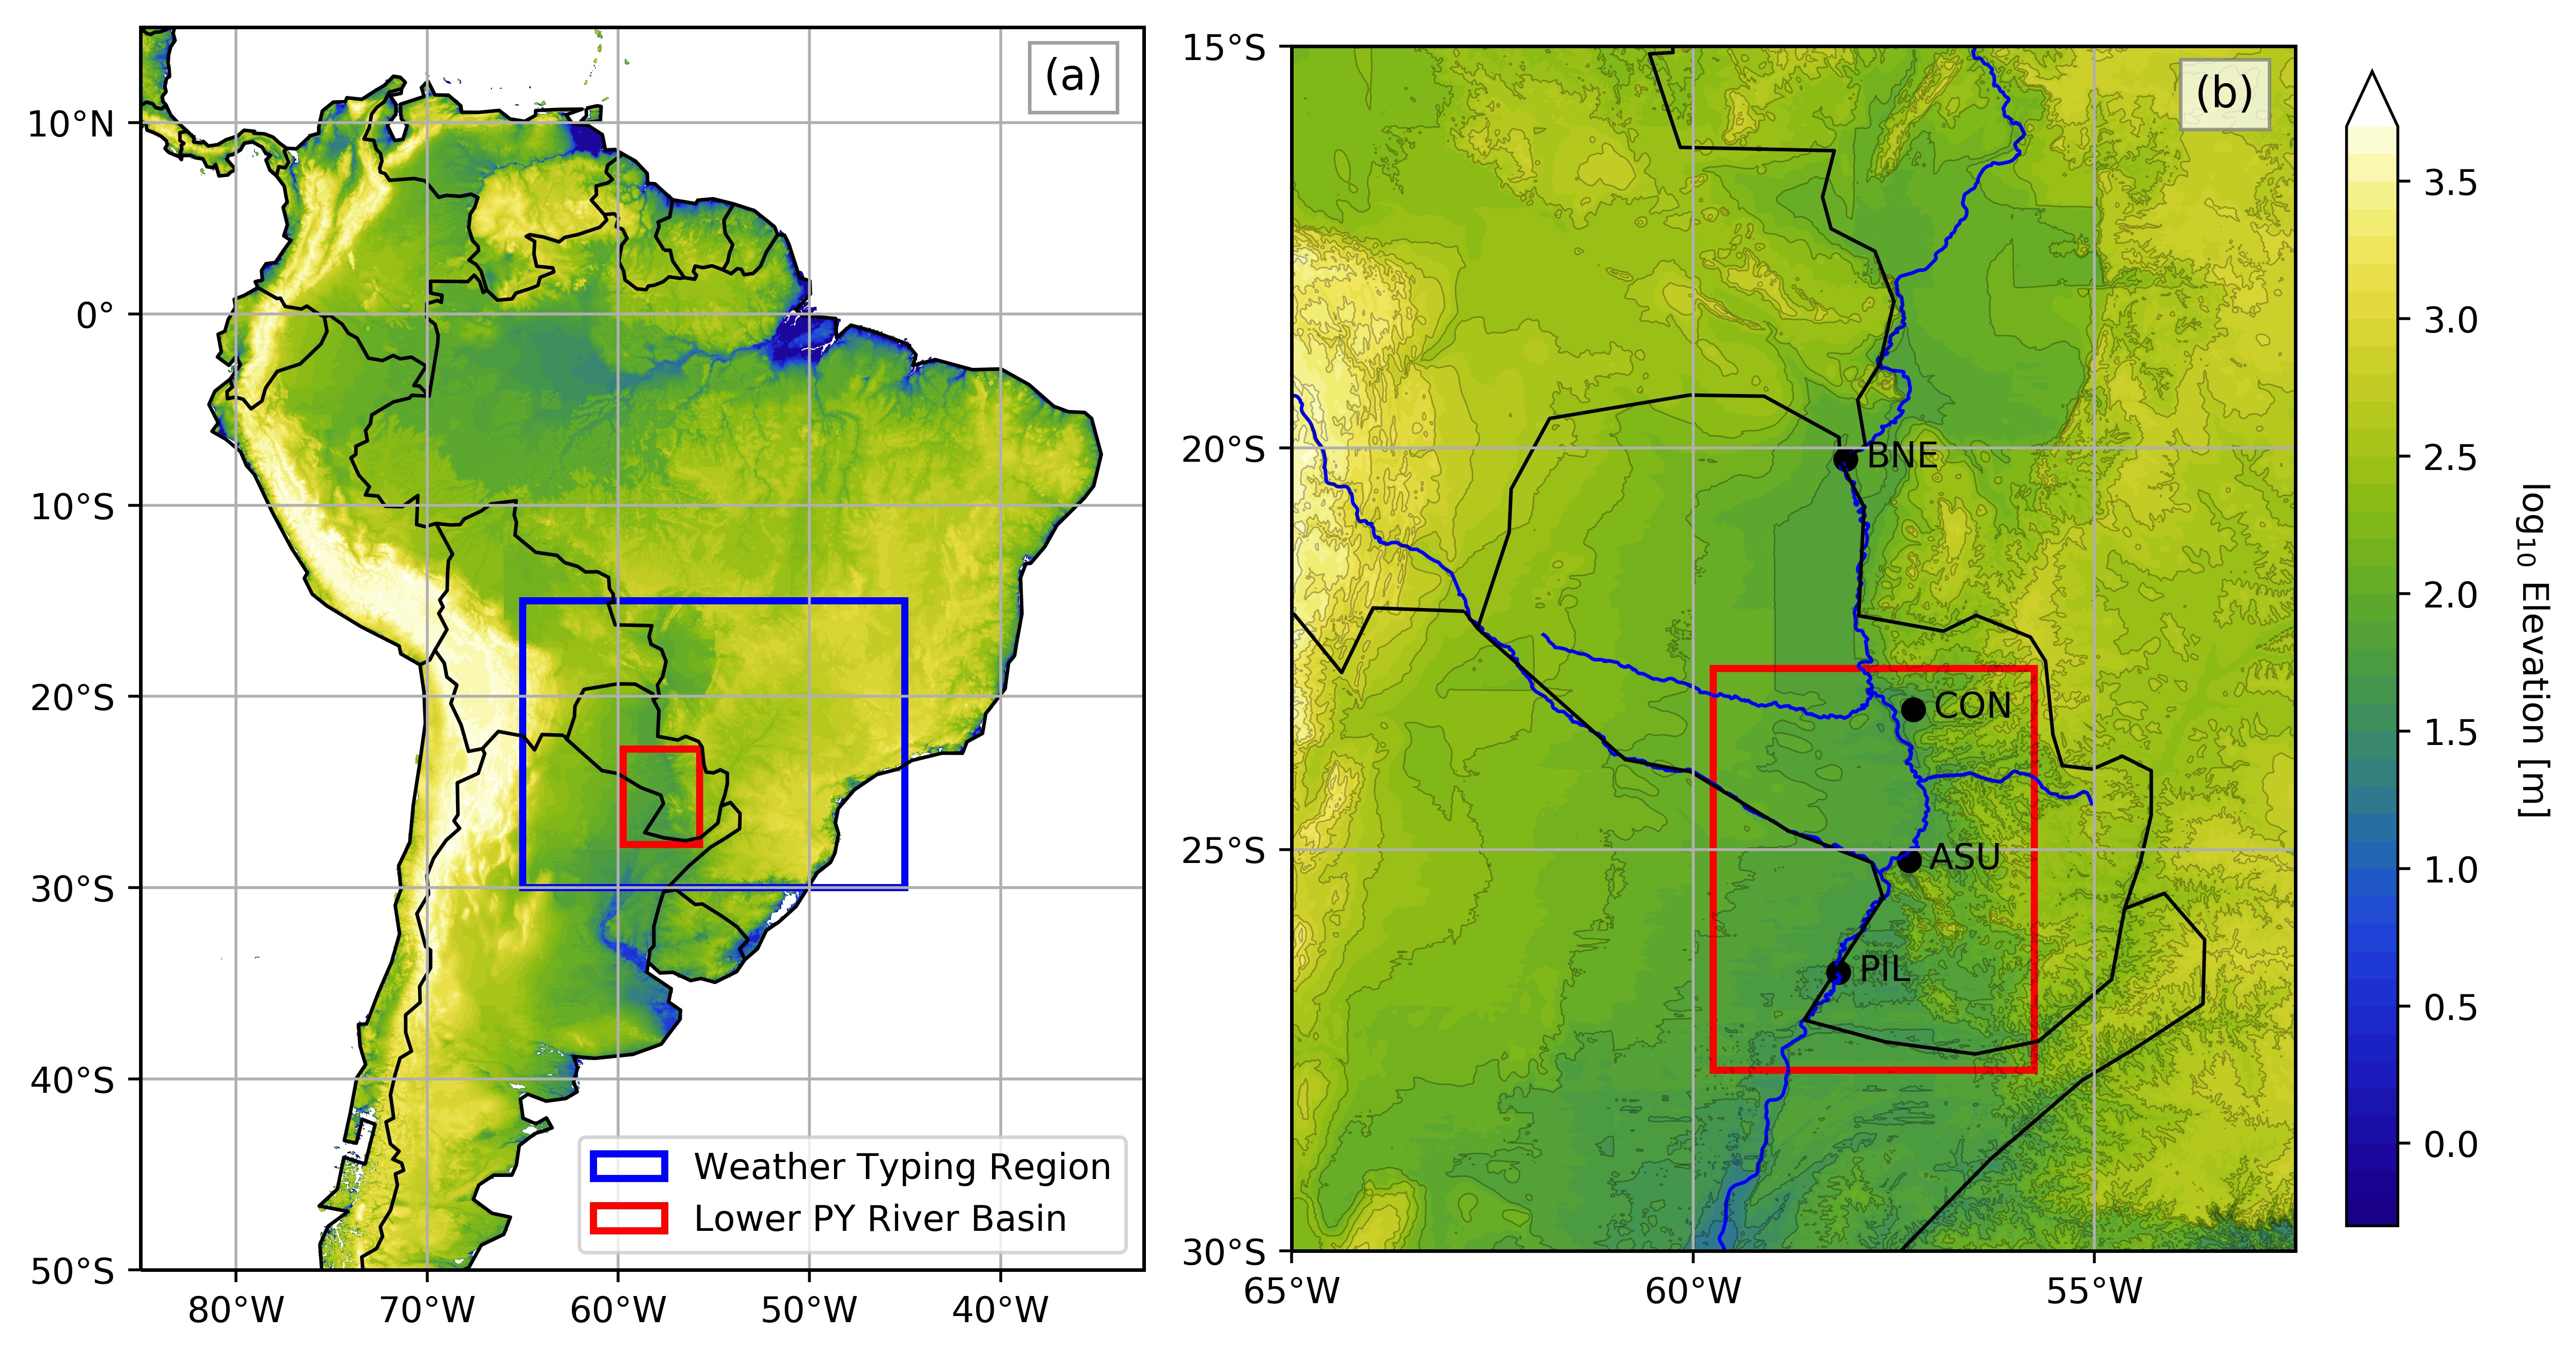 (a)
10°N
0°
10°S
20°S
30°S
40°S
50°S
80°W
70°W
60°W
50°W
40°W
Weather Typing Region
Lower PY River Basin
(b)
15°S
20°S
25°S
30°S
65°W
60°W
55°W
BNE
CON
ASU
PIL
3.5
3.0
2.5
2.0
1.5
1.0
0.5
0.0
log₁₀ Elevation [m]